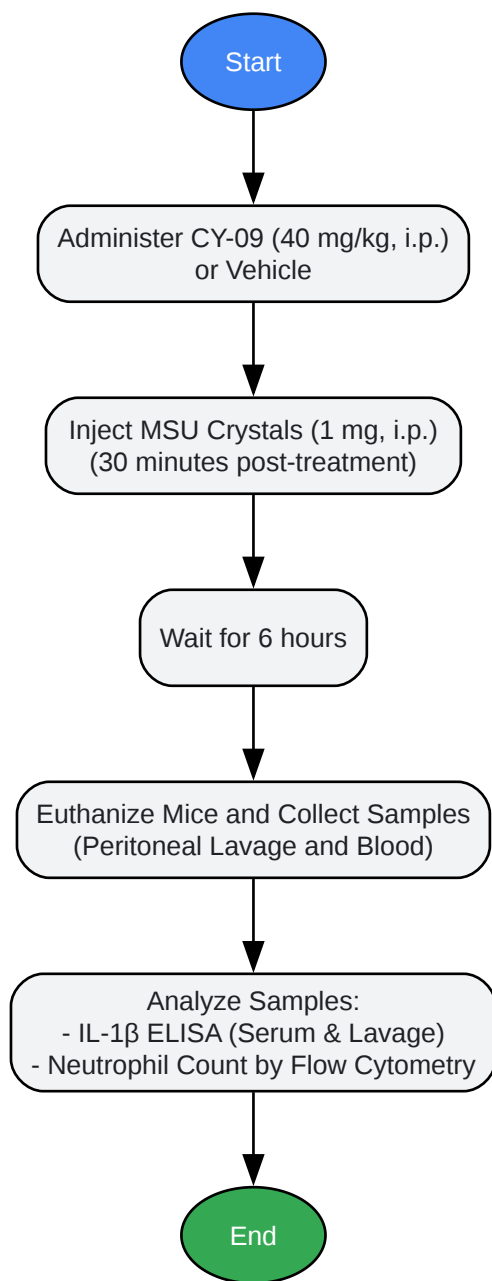 Start
Administer CY-09 (40 mg/kg, i.p.)
or Vehicle
Inject MSU Crystals (1 mg, i.p.)
(30 minutes post-treatment)
Wait for 6 hours
Euthanize Mice and Collect Samples
(Peritoneal Lavage and Blood)
Analyze Samples:
- IL-1β ELISA (Serum & Lavage)
- Neutrophil Count by Flow Cytometry
End